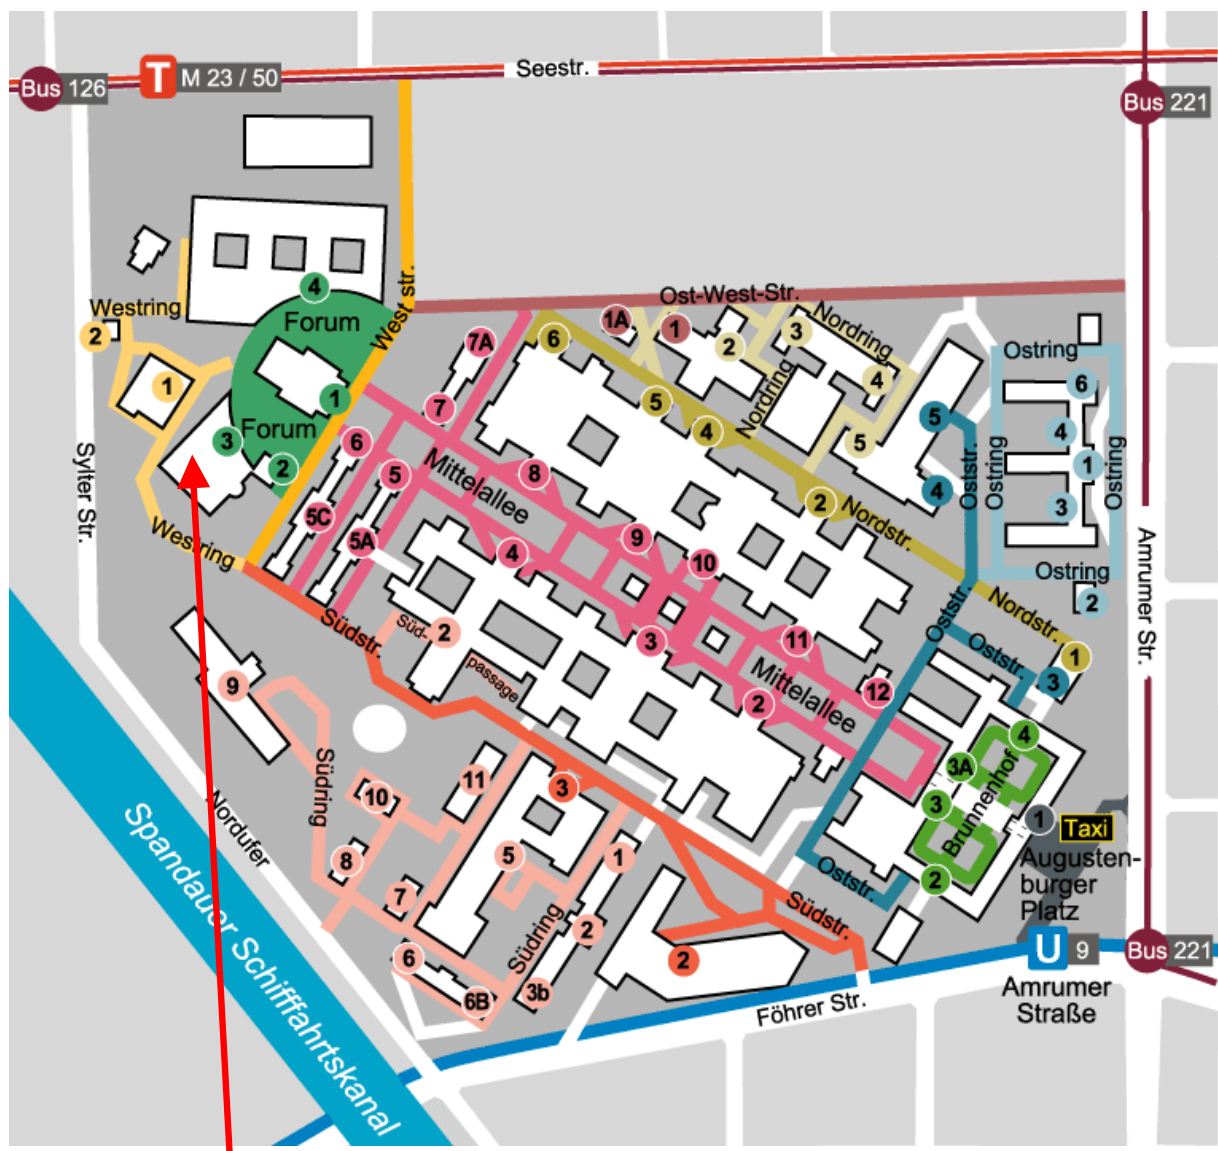 Seestr.
Bus 126
T M 23 / 50
Bus 221
4
Forum
West str.
Westring
2
1
1
Forum
3
2
Westring
Sylter Str.
Ost-West-Str.
1A
1
2
3
Nordring
4
Nordring
5
6
5
4
2
Nordstr.
Nordstr.
1
7A
7
6
5
5C
5A
Mittelallee
8
4
9
10
3
11
Mittelallee
12
2
5
4
Oststr.
Oststr.
Oststr.
3
Oststr.
Ostring
6
4
1
3
Ostring
Ostring
Ostring
2
Amrumer Str.
Südstr.
Süd-
2
passage
9
Südring
10
11
8
7
5
3
1
2
Südring
3b
6
6B
2
Südstr.
4
3A
3
Brunnenhof
2
1
Taxi
Augusten-
burger
Platz
U 9
Bus 221
Amrumer
Straße
Föhrer Str.
Nordufer
Spandauer Schifffahrtskanal